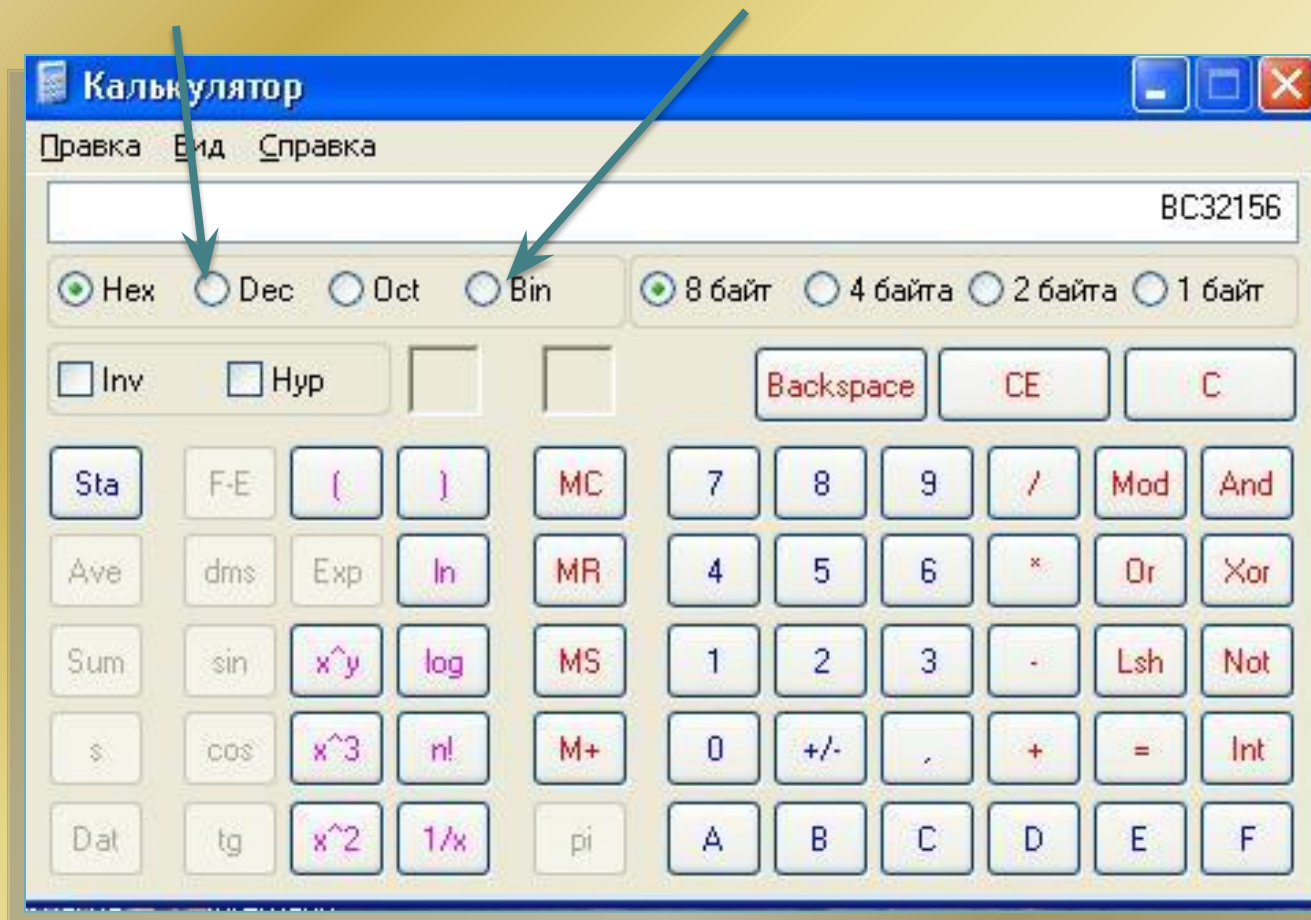 Калькулятор
Правка Вид Справка
BC32156
Hex Dec Oct Bin 8 байт 4 байта 2 байта 1 байт
Inv Hyp Backspace CE C
Sta F-E ( ) MC 7 8 9 / Mod And
Ave dms Exp ln MR 4 5 6 * Or Xor
Sum sin x^y log MS 1 2 3 - Lsh Not
s cos x^3 n! M+ 0 +/- , + = Int
Dat tg x^2 1/x pi A B C D E F